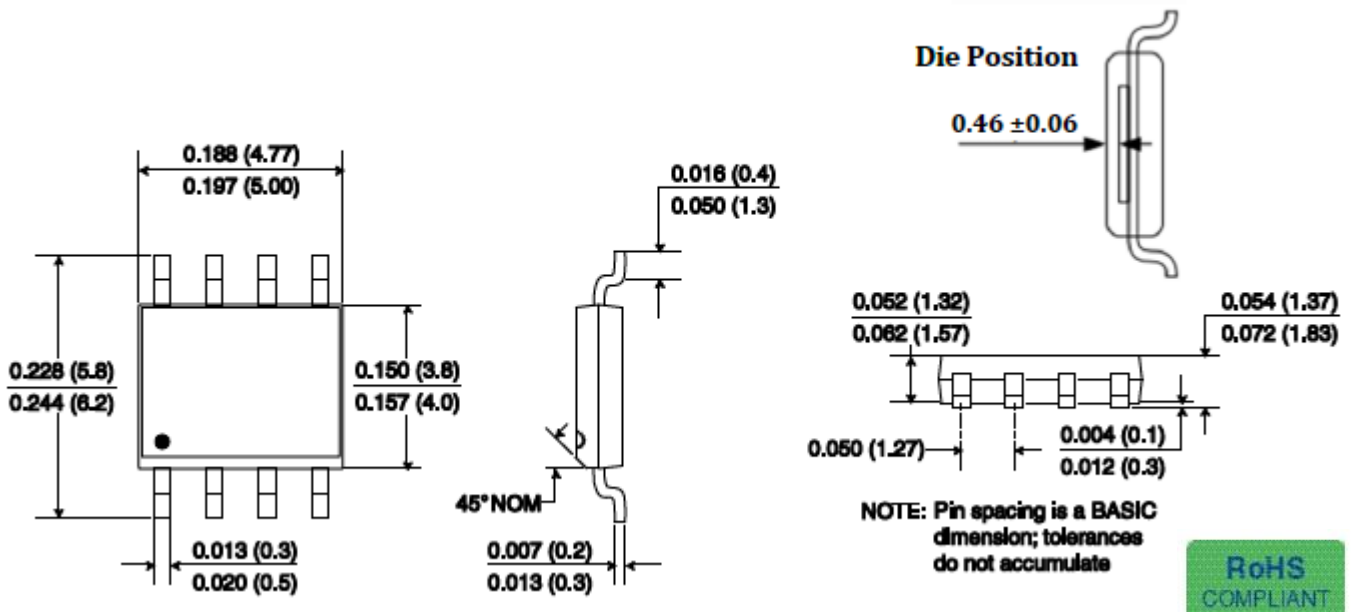 Die Position
0.46 ±0.06
0.188 (4.77)
0.197 (5.00)
0.016 (0.4)
0.050 (1.3)
0.228 (5.8)
0.244 (6.2)
0.150 (3.8)
0.157 (4.0)
0.052 (1.32)
0.062 (1.57)
0.054 (1.37)
0.072 (1.83)
0.050 (1.27)
0.004 (0.1)
0.012 (0.3)
45° NOM
0.013 (0.3)
0.020 (0.5)
0.007 (0.2)
0.013 (0.3)
NOTE: Pin spacing is a BASIC
dimension; tolerances
do not accumulate
RoHS
COMPLIANT